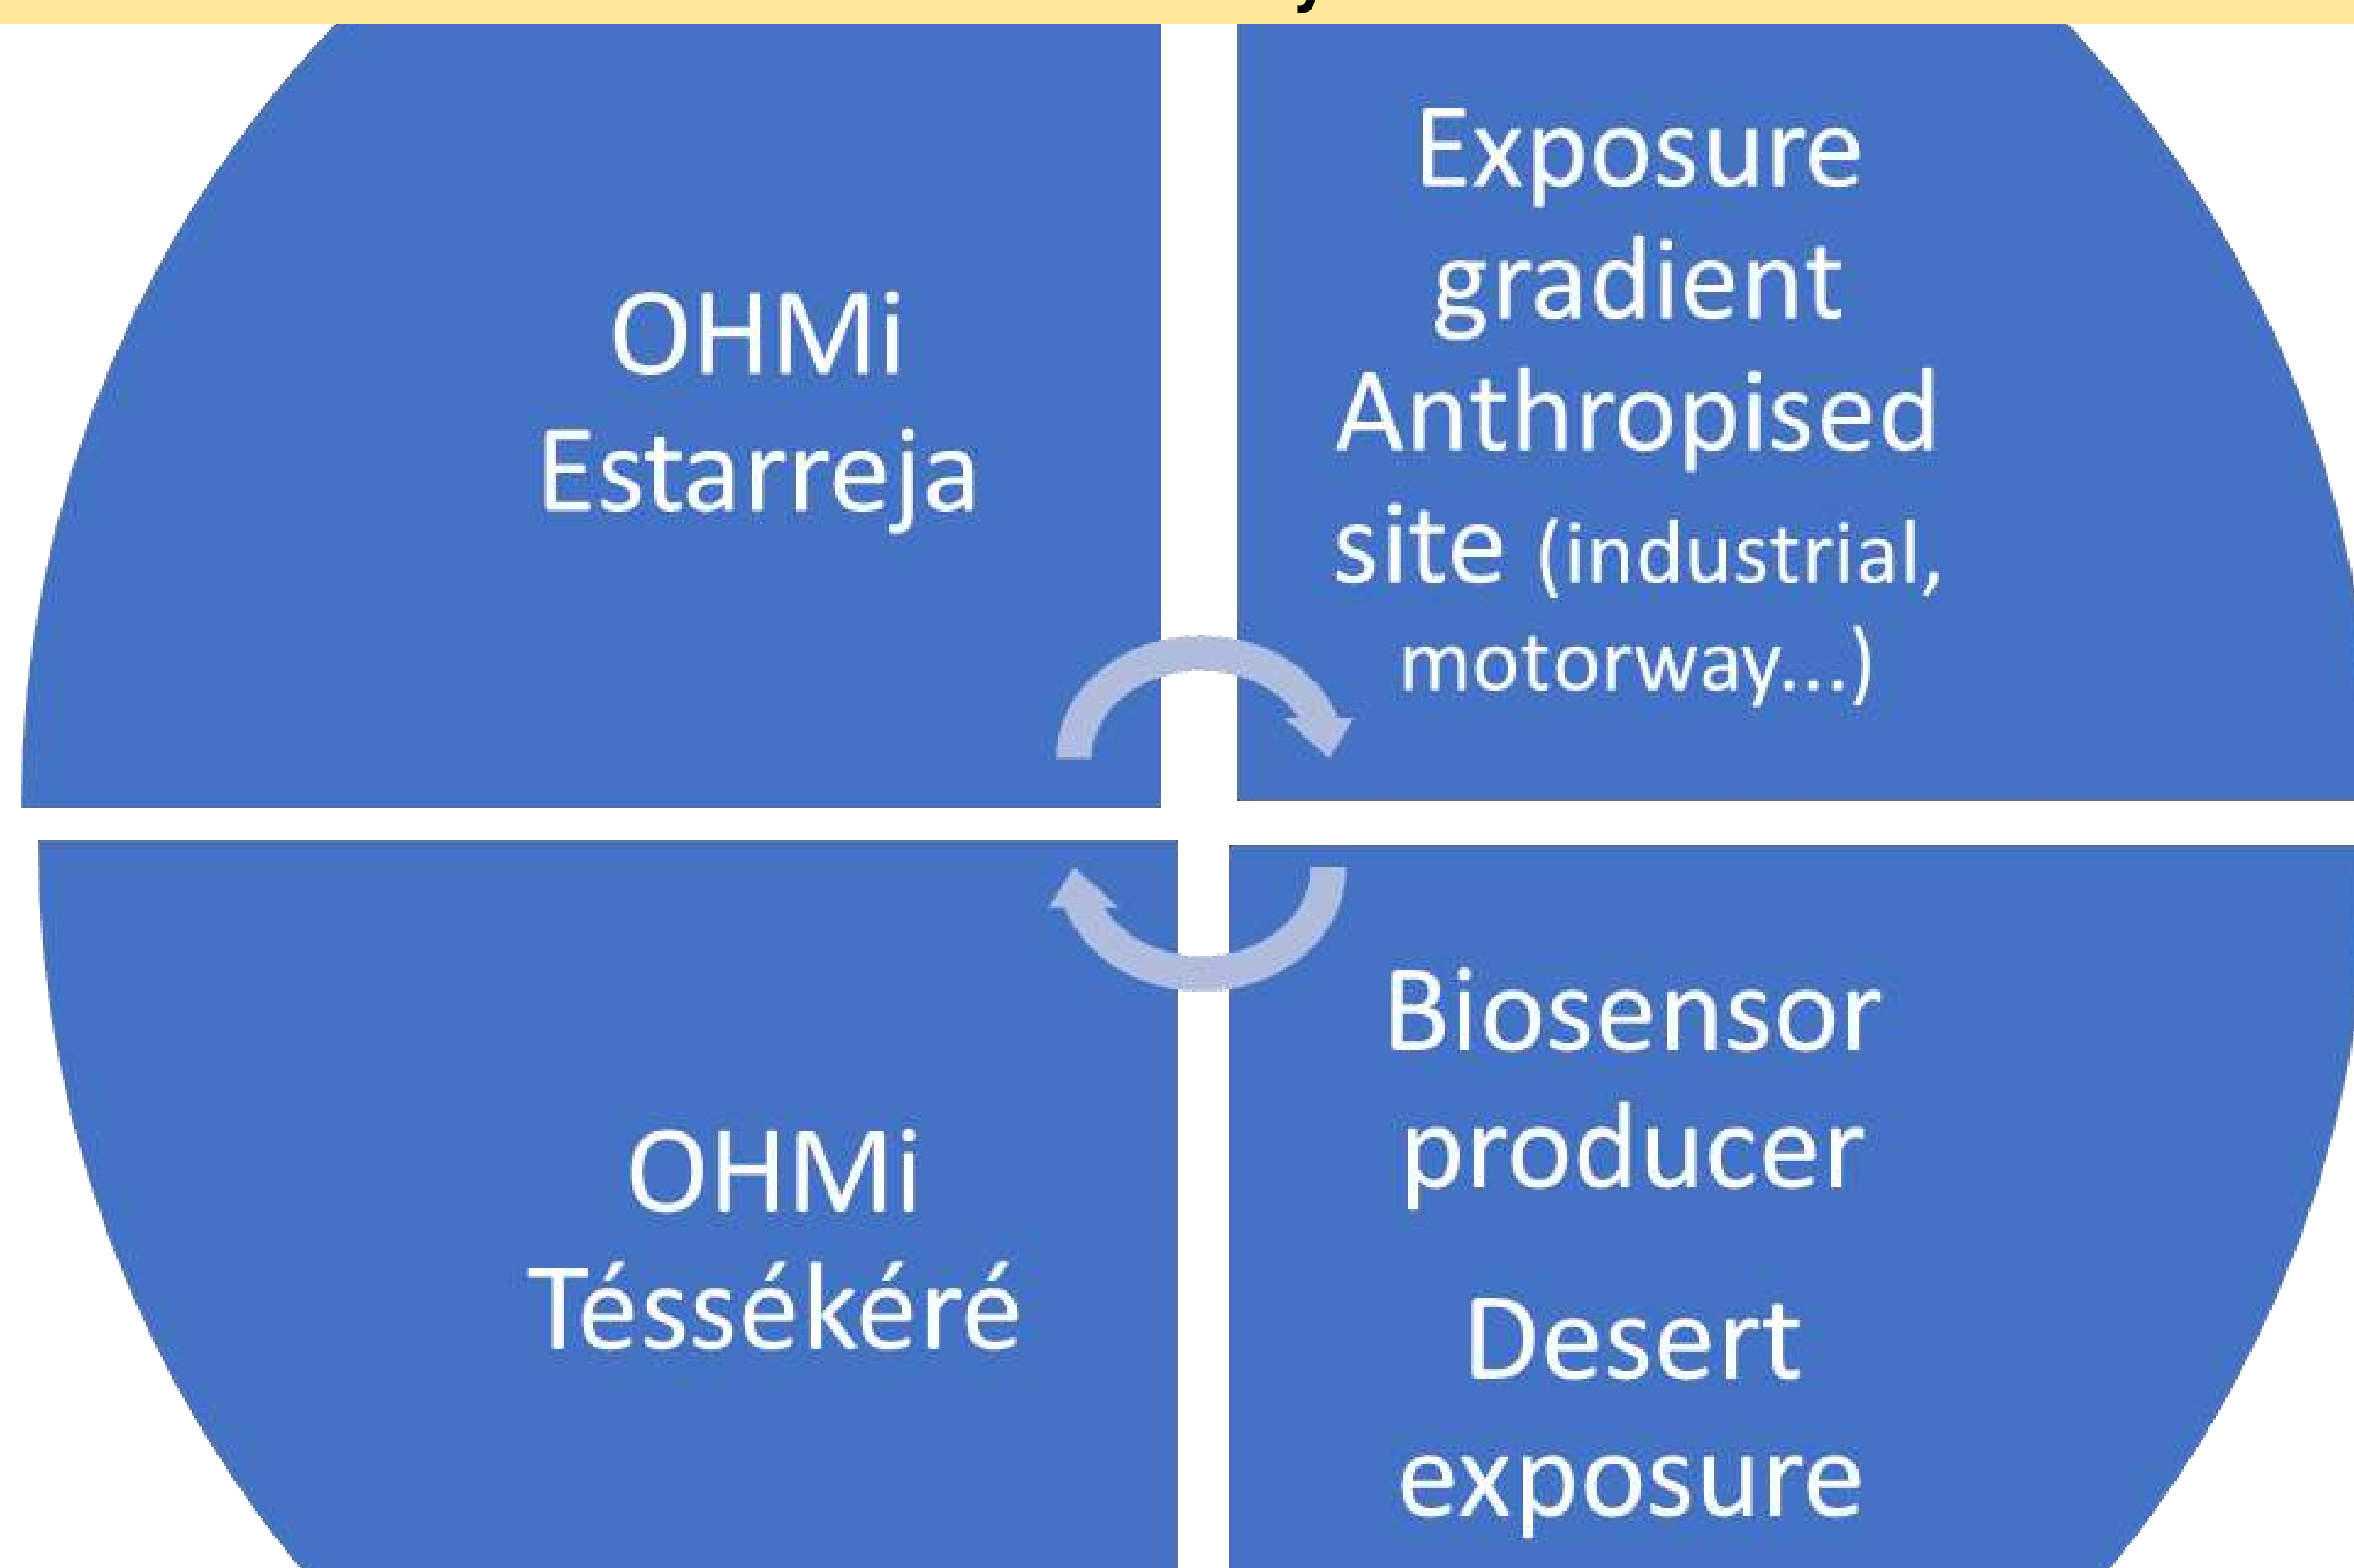 OHMi
Estarreja
Exposure
gradient
Anthropised
site (industrial,
motorway...)
OHMi
Téssékéré
Biosensor
producer
Desert
exposure